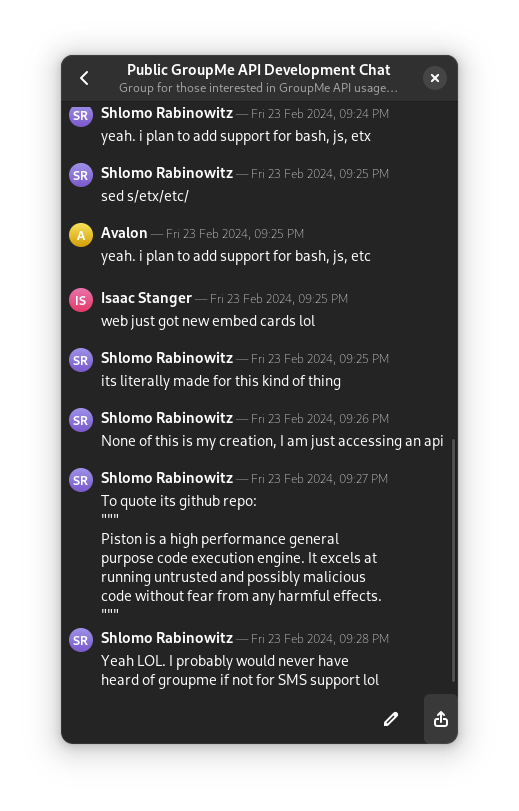 Public GroupMe API Development Chat
Group for those interested in GroupMe API usage...
SR Shlomo Rabinowitz — Fri 23 Feb 2024, 09:24 PM
yeah. i plan to add support for bash, js, etx
SR Shlomo Rabinowitz — Fri 23 Feb 2024, 09:25 PM
sed s/etx/etc/
A Avalon — Fri 23 Feb 2024, 09:25 PM
yeah. i plan to add support for bash, js, etc
IS Isaac Stanger — Fri 23 Feb 2024, 09:25 PM
web just got new embed cards lol
SR Shlomo Rabinowitz — Fri 23 Feb 2024, 09:25 PM
its literally made for this kind of thing
SR Shlomo Rabinowitz — Fri 23 Feb 2024, 09:26 PM
None of this is my creation, I am just accessing an api
SR Shlomo Rabinowitz — Fri 23 Feb 2024, 09:27 PM
To quote its github repo:
"""
Piston is a high performance general
purpose code execution engine. It excels at
running untrusted and possibly malicious
code without fear from any harmful effects.
"""
SR Shlomo Rabinowitz — Fri 23 Feb 2024, 09:28 PM
Yeah LOL. I probably would never have
heard of groupme if not for SMS support lol